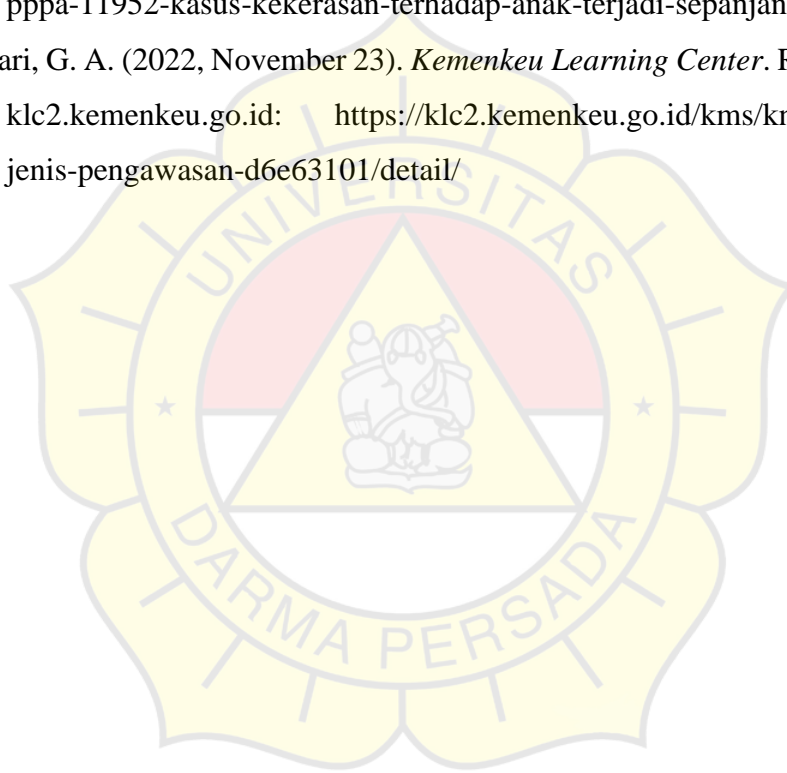 pppa-11952-kasus-kekerasan-terhadap-anak-terjadi-sepanjan
ari, G. A. (2022, November 23). Kemenkeu Learning Center. R
klc2.kemenkeu.go.id: https://klc2.kemenkeu.go.id/kms/kn
jenis-pengawasan-d6e63101/detail/
UNIVERSITAS
DARMA PERSADA